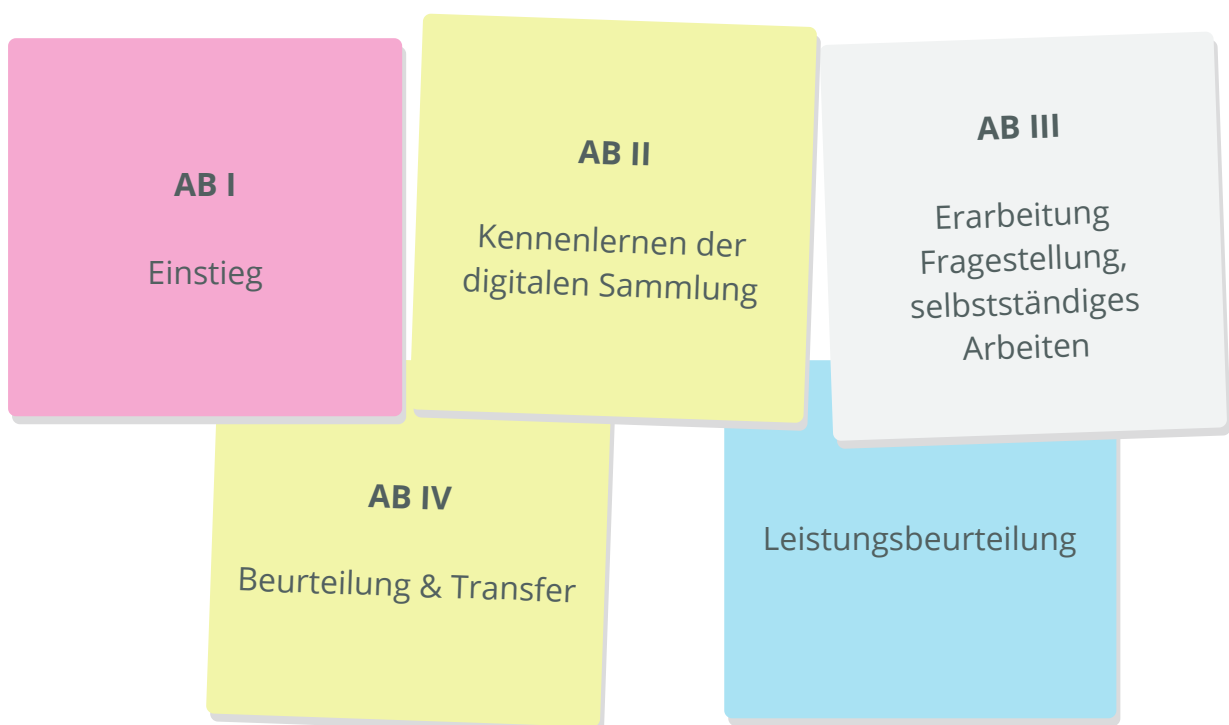 AB I
Einstieg
AB II
Kennenlernen der
digitalen Sammlung
AB III
Erarbeitung
Fragestellung,
selbstständiges
Arbeiten
AB IV
Beurteilung & Transfer
Leistungsbeurteilung